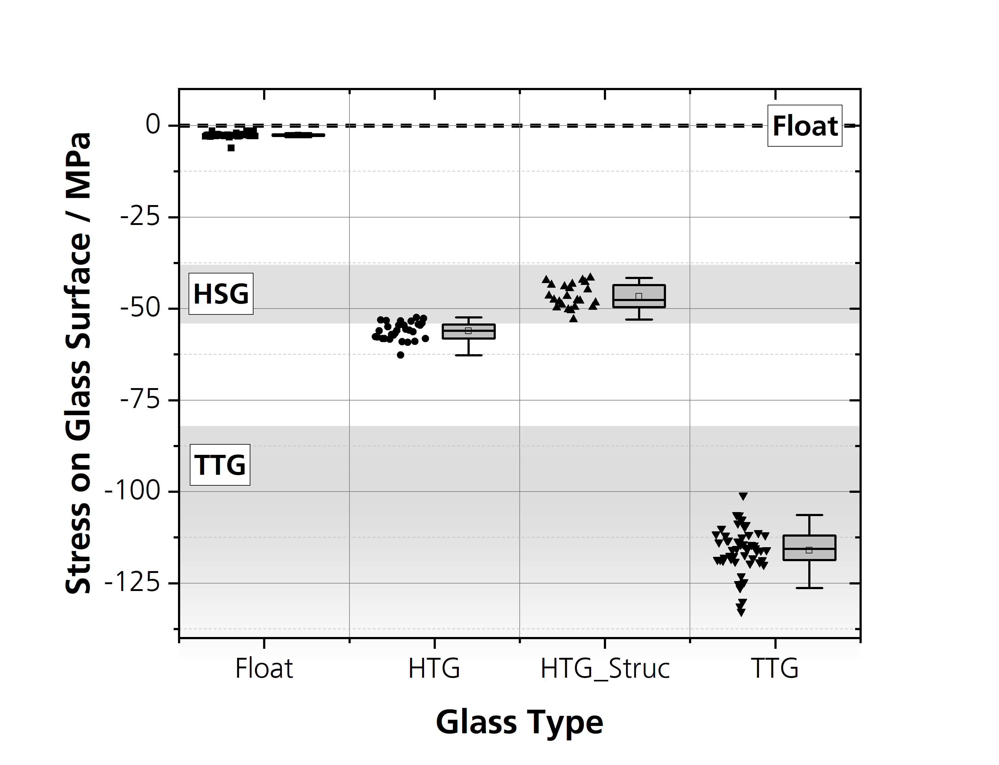 Stress on Glass Surface / MPa
0
-25
-50
-75
-100
-125
Float
HSG
TTG
Float
HTG
HTG_Struc
TTG
Glass Type